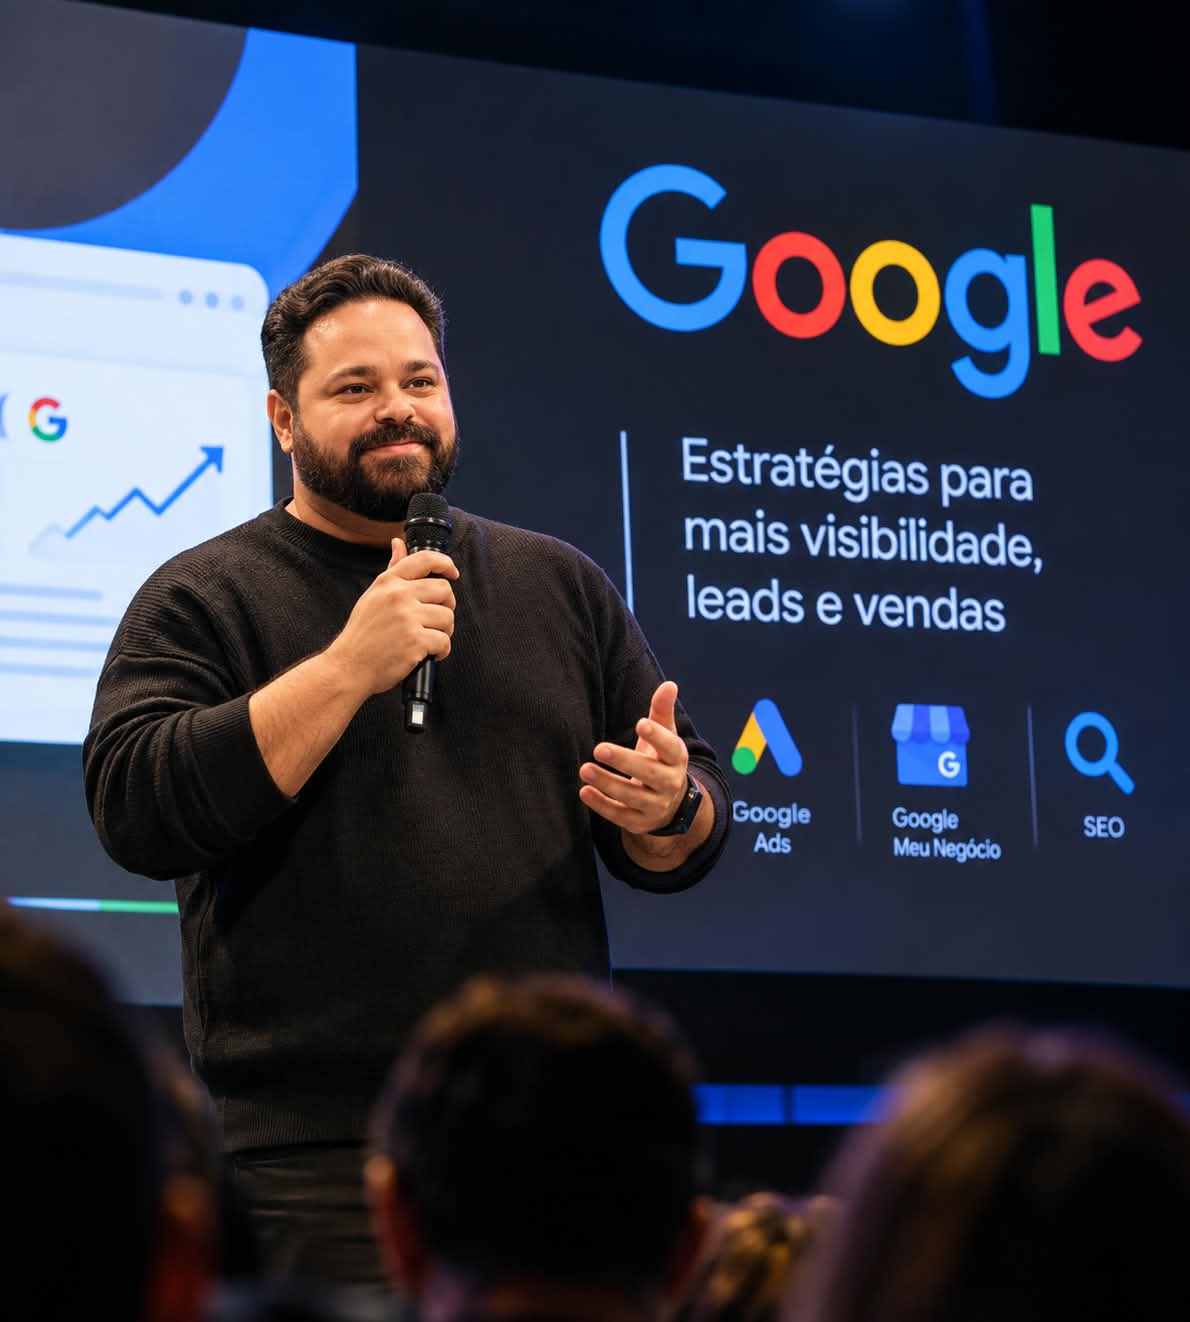 Google
Estratégias para
mais visibilidade,
leads e vendas
Google
Ads
Google
Meu Negócio
SEO
G
G